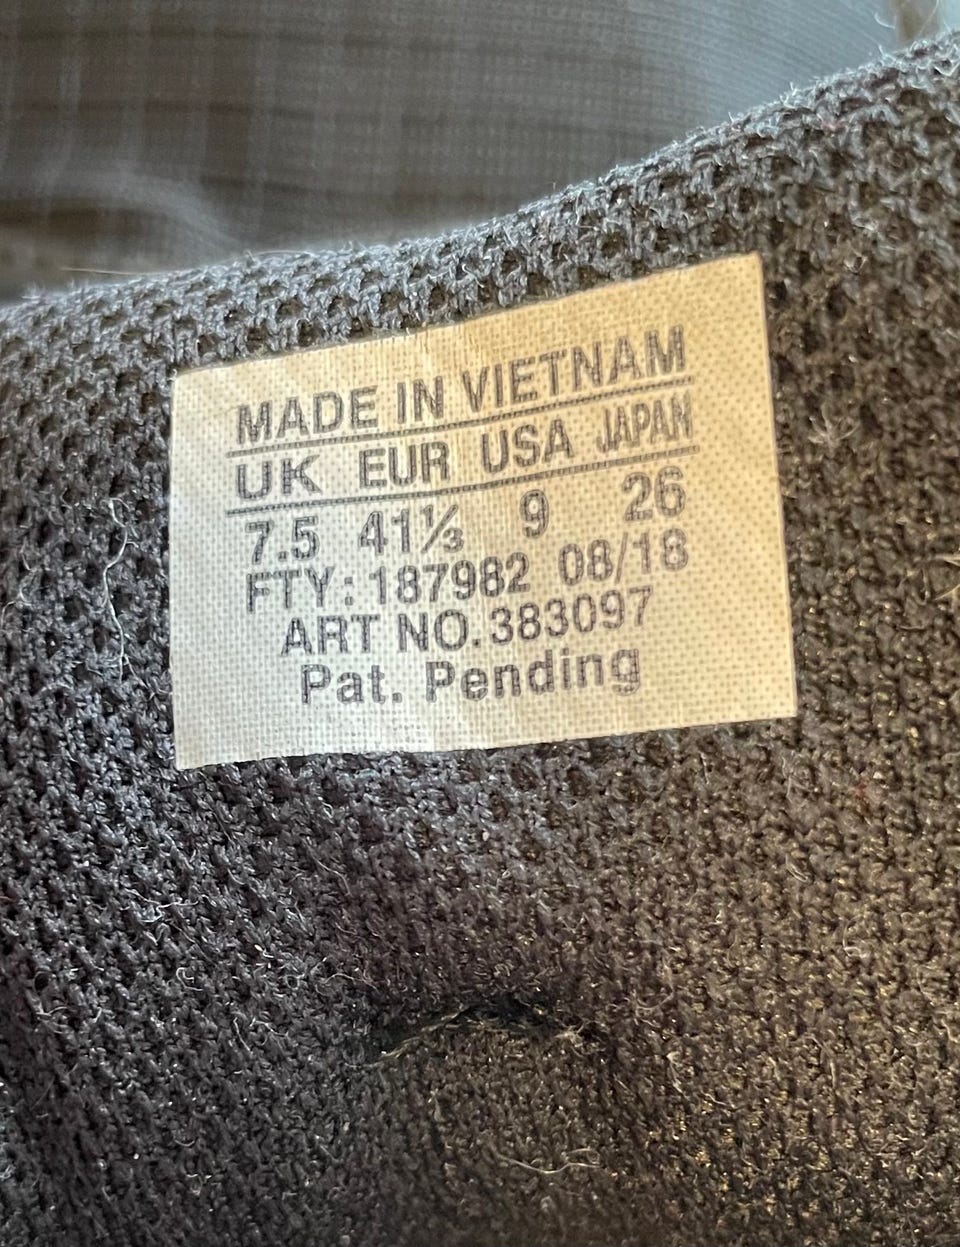 MADE IN VIETNAM
UK EUR USA JAPAN
7.5 41⅓ 9 26
FTY: 187982 08/18
ART NO. 383097
Pat. Pending